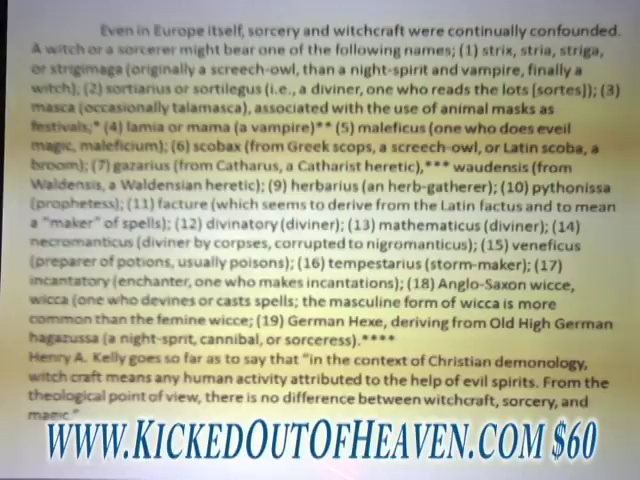 Even in Europe itself, sorcery and witchcraft were continually confounded.
A witch or a sorcerer might bear one of the following names; (1) strix, stria, striga,
or strigimaga (originally a screech-owl, than a night-spirit and vampire, finally a
witch); (2) sortiarius or sortilegus (i.e., a diviner, one who reads the lots [sortes]); (3)
masca (occasionally talamasca), associated with the use of animal masks as
festivals;* (4) lamia or mama (a vampire)** (5) maleficus (one who does eveil
magic, maleficium); (6) scobax (from Greek scops, a screech-owl, or Latin scoba, a
broom); (7) gazarius (from Catharus, a Catharist heretic),*** waudensis (from
Waldensis, a Waldensian heretic); (9) herbarius (an herb-gatherer); (10) pythonissa
(prophetess); (11) facture (which seems to derive from the Latin factus and to mean
a "maker" of spells); (12) divinatory (diviner); (13) mathematicus (diviner); (14)
necromanticus (diviner by corpses, corrupted to nigromanticus); (15) veneficus
(preparer of potions, usually poisons); (16) tempestarius (storm-maker); (17)
incantatory (enchanter, one who makes incantations); (18) Anglo-Saxon wicce,
wicca (one who devines or casts spells; the masculine form of wicca is more
common than the femine wicce; (19) German Hexe, deriving from Old High German
hagazussa (a night-sprit, cannibal, or sorceress).****
Henry A. Kelly goes so far as to say that "in the context of Christian demonology,
witch craft means any human activity attributed to the help of evil spirits. From the
theological point of view, there is no difference between witchcraft, sorcery, and
magic."
WWW.KICKEDOUTOFHEAVEN.COM $60